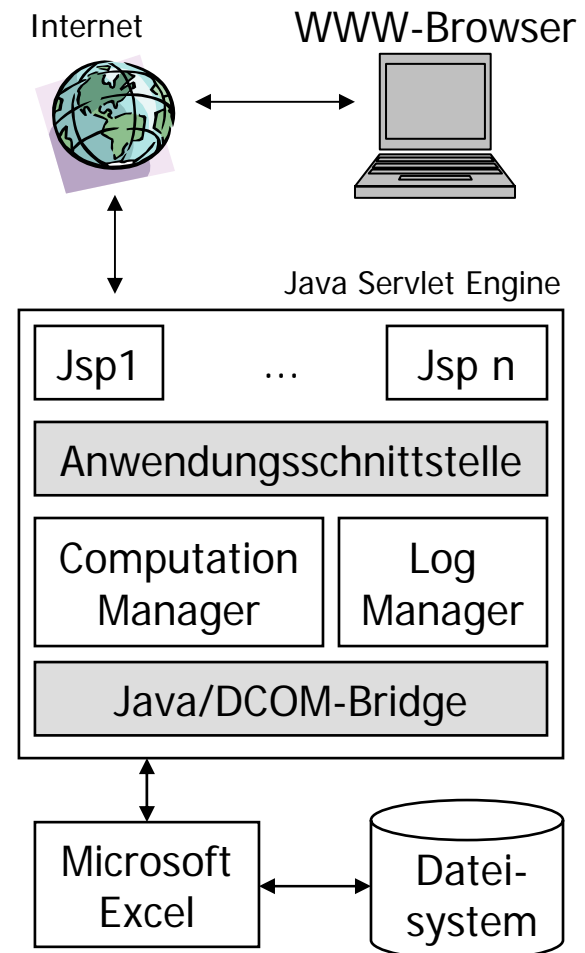 Internet
WWW-Browser
Java Servlet Engine
Jsp1
...
Jsp n
Anwendungsschnittstelle
Computation
Manager
Log
Manager
Java/DCOM-Bridge
Microsoft
Excel
Datei-
system